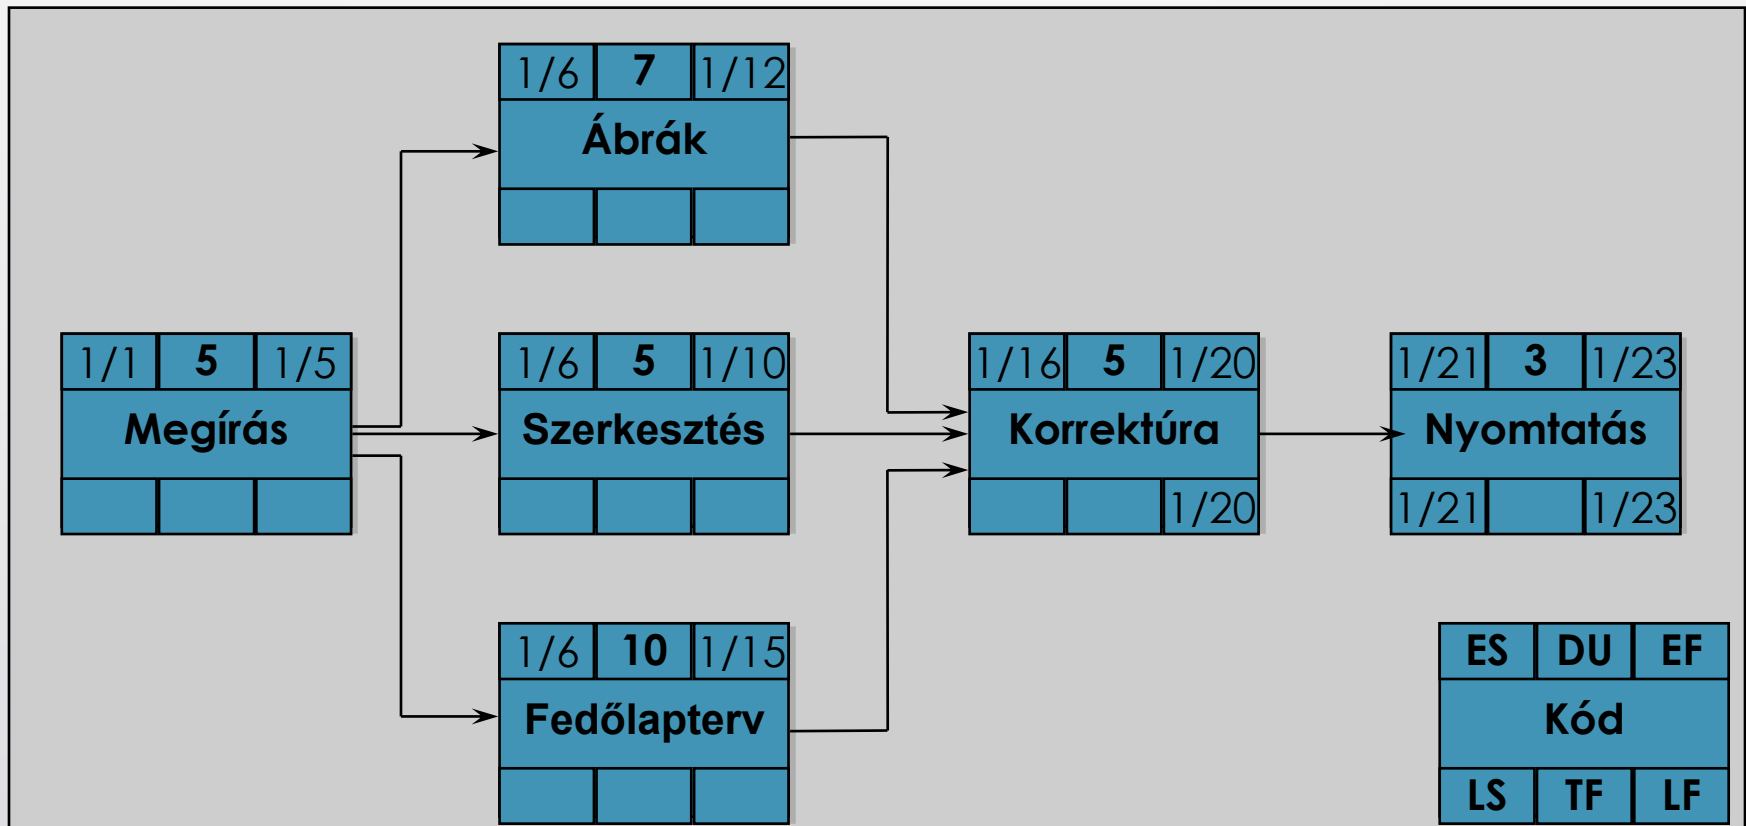 1/6 7 1/12
Ábrák
1/1 5 1/5
Megírás
1/6 5 1/10
Szerkesztés
1/16 5 1/20
Korrektúra
1/20
1/21 3 1/23
Nyomtatás
1/21 1/23
1/6 10 1/15
Fedőlapterv
ES DU EF
Kód
LS TF LF